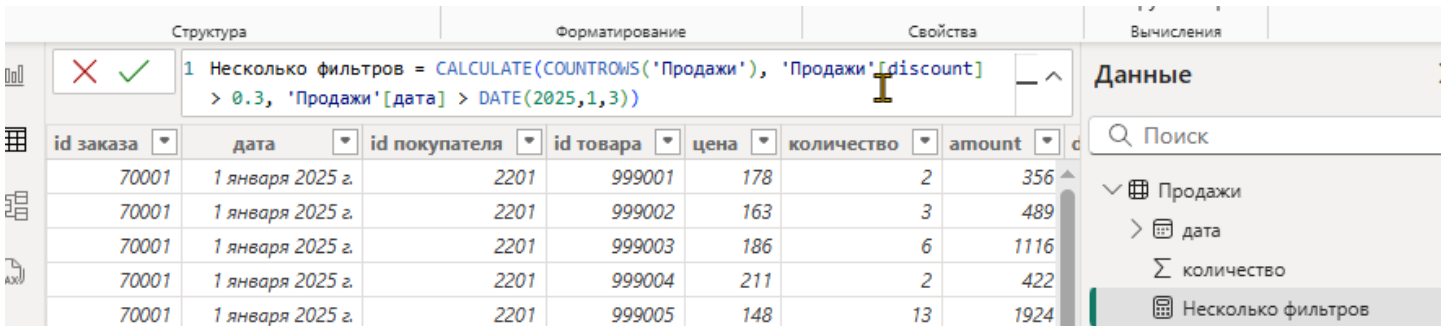 Структура Форматирование Свойства Вычисления
1 Несколько фильтров = CALCULATE(COUNTROWS('Продажи'), 'Продажи'[discount]
> 0.3, 'Продажи'[дата] > DATE(2025,1,3))
Данные
Поиск
id заказа дата id покупателя id товара цена количество amount
70001 1 января 2025 г. 2201 999001 178 2 356
70001 1 января 2025 г. 2201 999002 163 3 489
70001 1 января 2025 г. 2201 999003 186 6 1116
70001 1 января 2025 г. 2201 999004 211 2 422
70001 1 января 2025 г. 2201 999005 148 13 1924
Продажи
дата
количество
Несколько фильтров